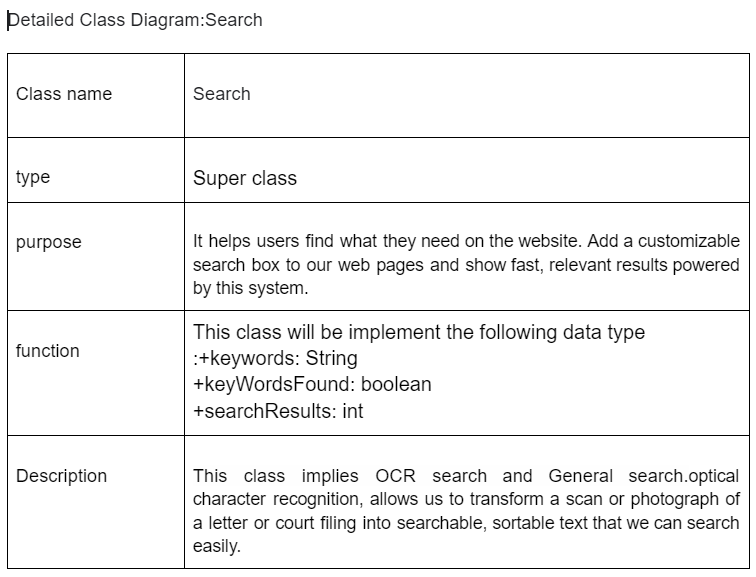 Detailed Class Diagram:Search
Class name
Search
type
Super class
purpose
It helps users find what they need on the website. Add a customizable
search box to our web pages and show fast, relevant results powered
by this system.
function
This class will be implement the following data type
:+keywords: String
+keyWordsFound: boolean
+searchResults: int
Description
This class implies OCR search and General search.optical
character recognition, allows us to transform a scan or photograph of
a letter or court filing into searchable, sortable text that we can search
easily.